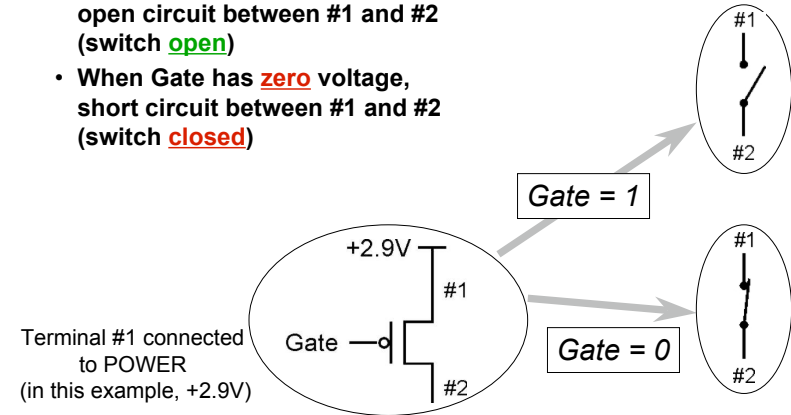 open circuit between #1 and #2
(switch open)
• When Gate has zero voltage,
short circuit between #1 and #2
(switch closed)
#1
#2
Gate = 1
+2.9V
#1
Gate
#2
Terminal #1 connected
to POWER
(in this example, +2.9V)
#1
Gate = 0
#2